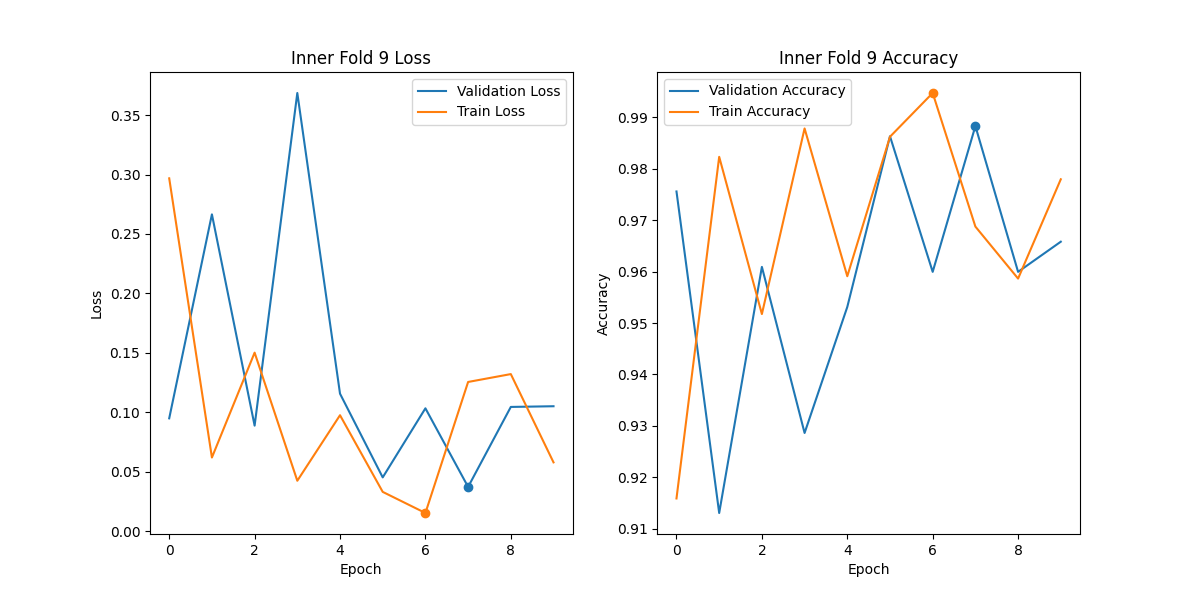 Inner Fold 9 Loss
Validation Loss
Train Loss
0.35
0.30
0.25
0.20
0.15
0.10
0.05
0.00
Loss
0 2 4 6 8
Epoch
Inner Fold 9 Accuracy
Validation Accuracy
Train Accuracy
0.99
0.98
0.97
0.96
0.95
0.94
0.93
0.92
0.91
Accuracy
0 2 4 6 8
Epoch